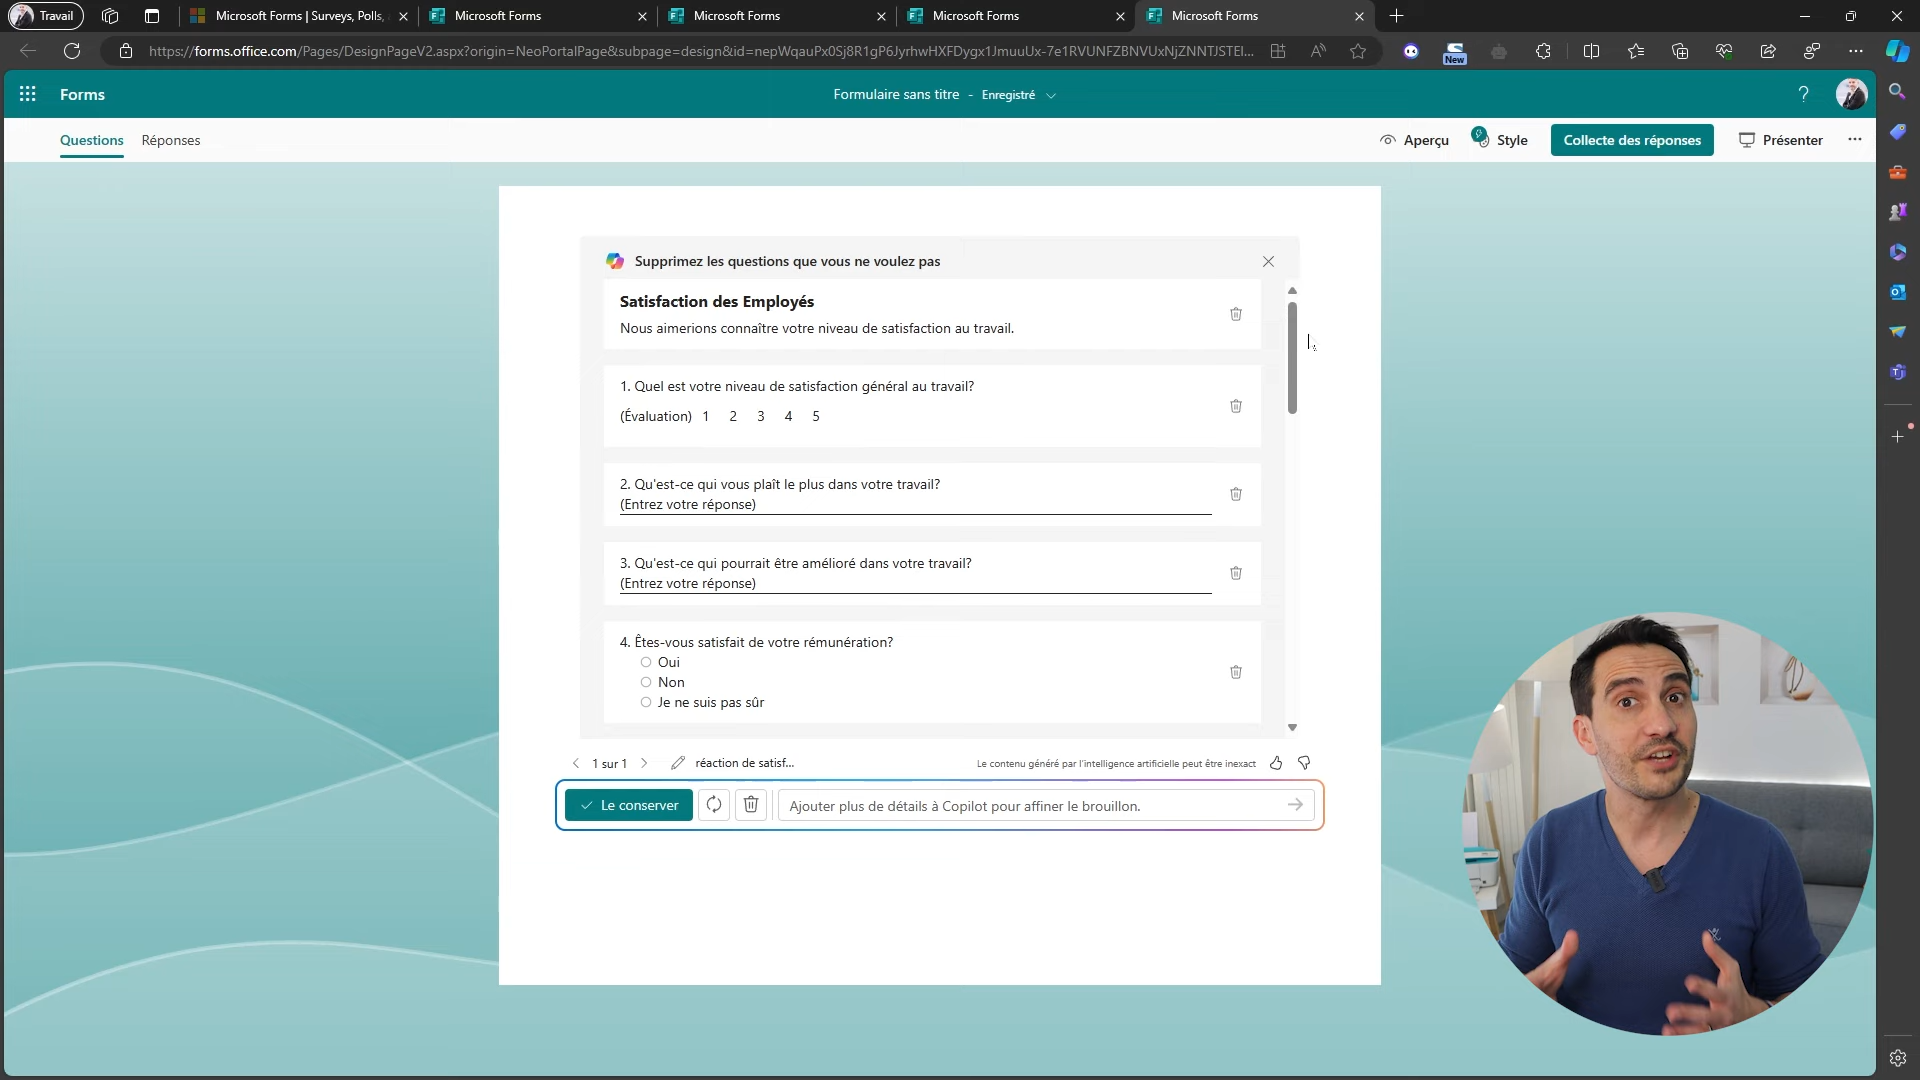 Travail
Microsoft Forms | Surveys, Polls,
Microsoft Forms
Microsoft Forms
Microsoft Forms
Microsoft Forms
https://forms.office.com/Pages/DesignPageV2.aspx?origin=NeoPortalPage&subpage=design&id=nepWqauPx0Sj8R1gP6JyrhwHXFDygx1JmuuUx-7e1RVUNFZBNVUxNjZNNTJSTEl...
New
Forms
Formulaire sans titre - Enregistré
?
Questions
Réponses
Aperçu
Style
Collecte des réponses
Présenter
Supprimez les questions que vous ne voulez pas
Satisfaction des Employés
Nous aimerions connaître votre niveau de satisfaction au travail.
1. Quel est votre niveau de satisfaction général au travail?
(Évaluation) 1 2 3 4 5
2. Qu'est-ce qui vous plaît le plus dans votre travail?
(Entrez votre réponse)
3. Qu'est-ce qui pourrait être amélioré dans votre travail?
(Entrez votre réponse)
4. Êtes-vous satisfait de votre rémunération?
Oui
Non
Je ne suis pas sûr
1 sur 1
réaction de satisf...
Le contenu généré par l'intelligence artificielle peut être inexact
Le conserver
Ajouter plus de détails à Copilot pour affiner le brouillon.